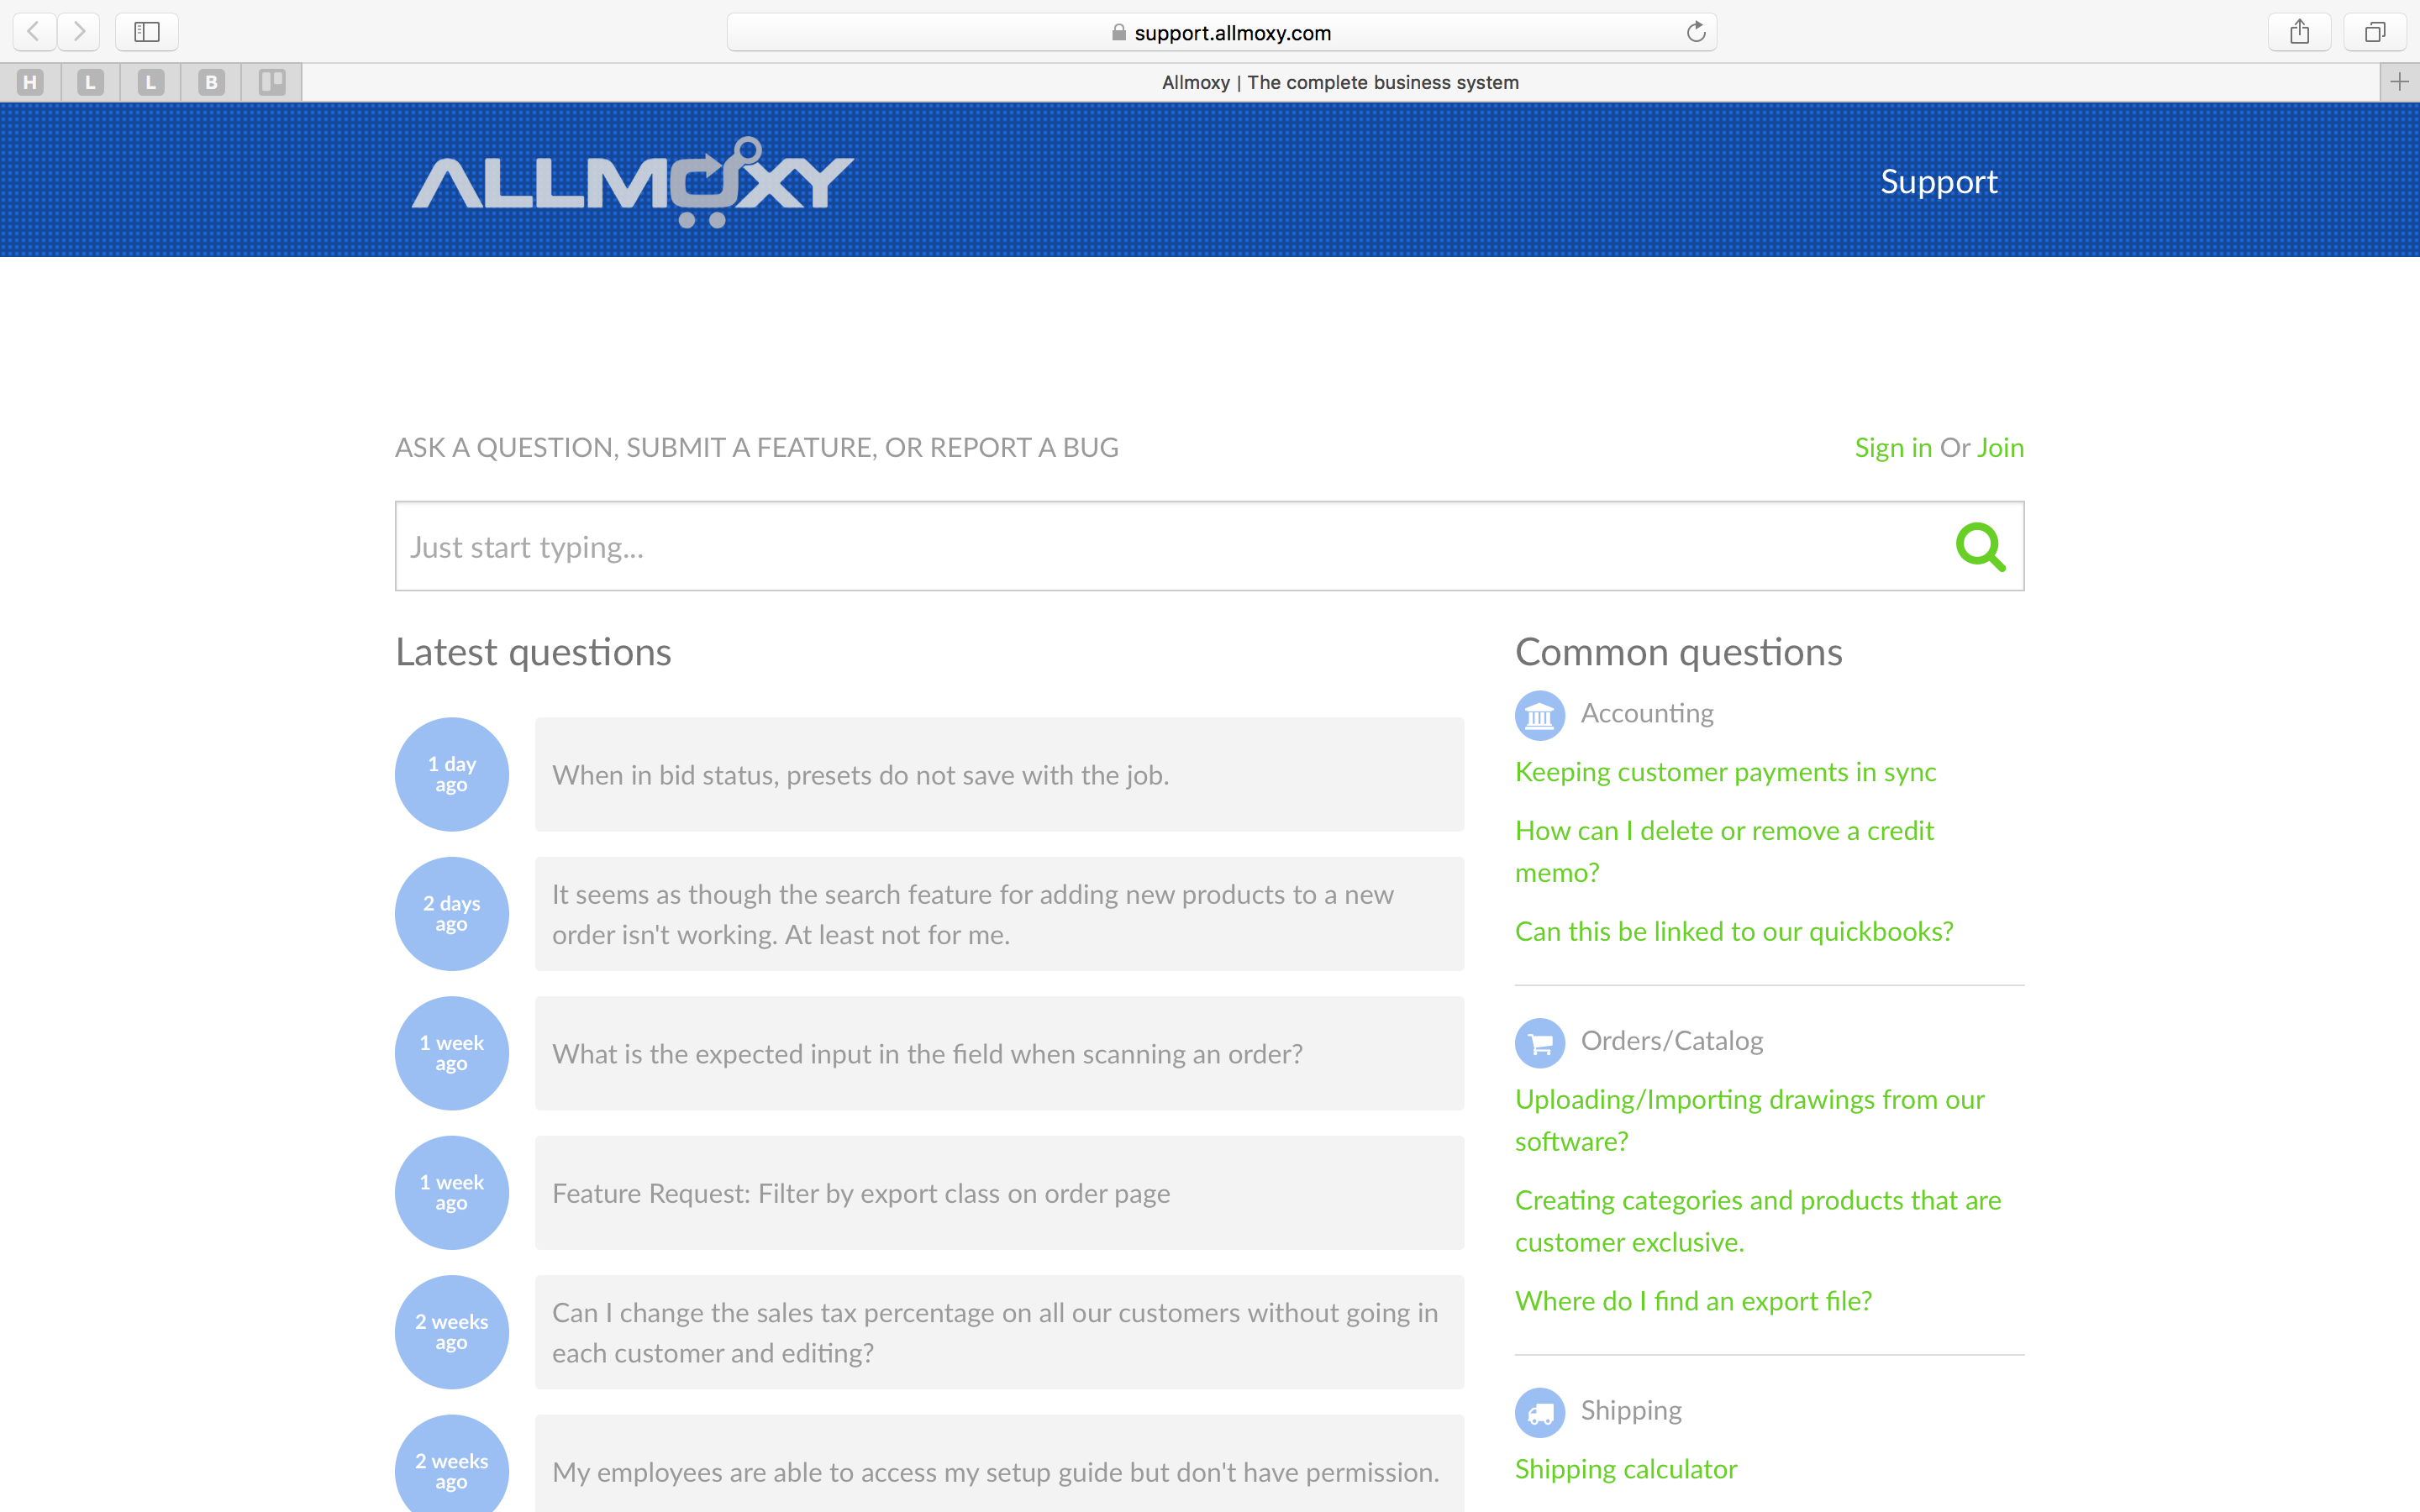 support.allmoxy.com
H
L
L
B
Allmoxy | The complete business system
ALLMOXY
Support
ASK A QUESTION, SUBMIT A FEATURE, OR REPORT A BUG
Sign in Or Join
Just start typing...
Latest questions
1 day
ago
When in bid status, presets do not save with the job.
2 days
ago
It seems as though the search feature for adding new products to a new
order isn't working. At least not for me.
1 week
ago
What is the expected input in the field when scanning an order?
1 week
ago
Feature Request: Filter by export class on order page
2 weeks
ago
Can I change the sales tax percentage on all our customers without going in
each customer and editing?
2 weeks
ago
My employees are able to access my setup guide but don't have permission.
Common questions
Accounting
Keeping customer payments in sync
How can I delete or remove a credit
memo?
Can this be linked to our quickbooks?
Orders/Catalog
Uploading/Importing drawings from our
software?
Creating categories and products that are
customer exclusive.
Where do I find an export file?
Shipping
Shipping calculator